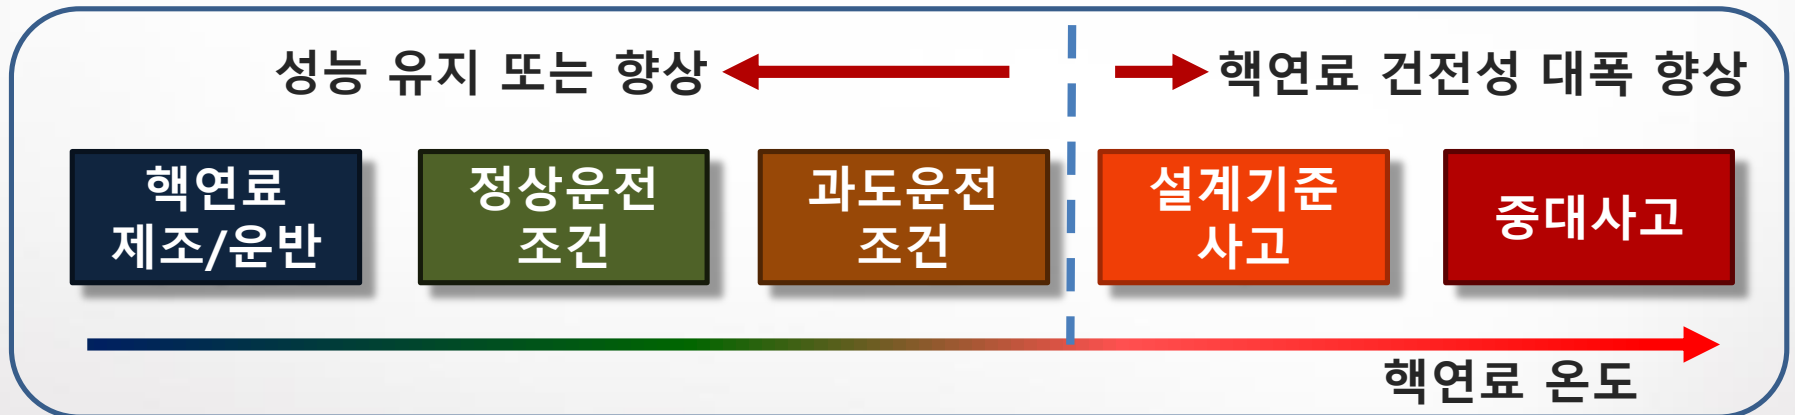 성능 유지 또는 향상
핵연료 건전성 대폭 향상
핵연료
제조/운반
정상운전
조건
과도운전
조건
설계기준
사고
중대사고
핵연료 온도